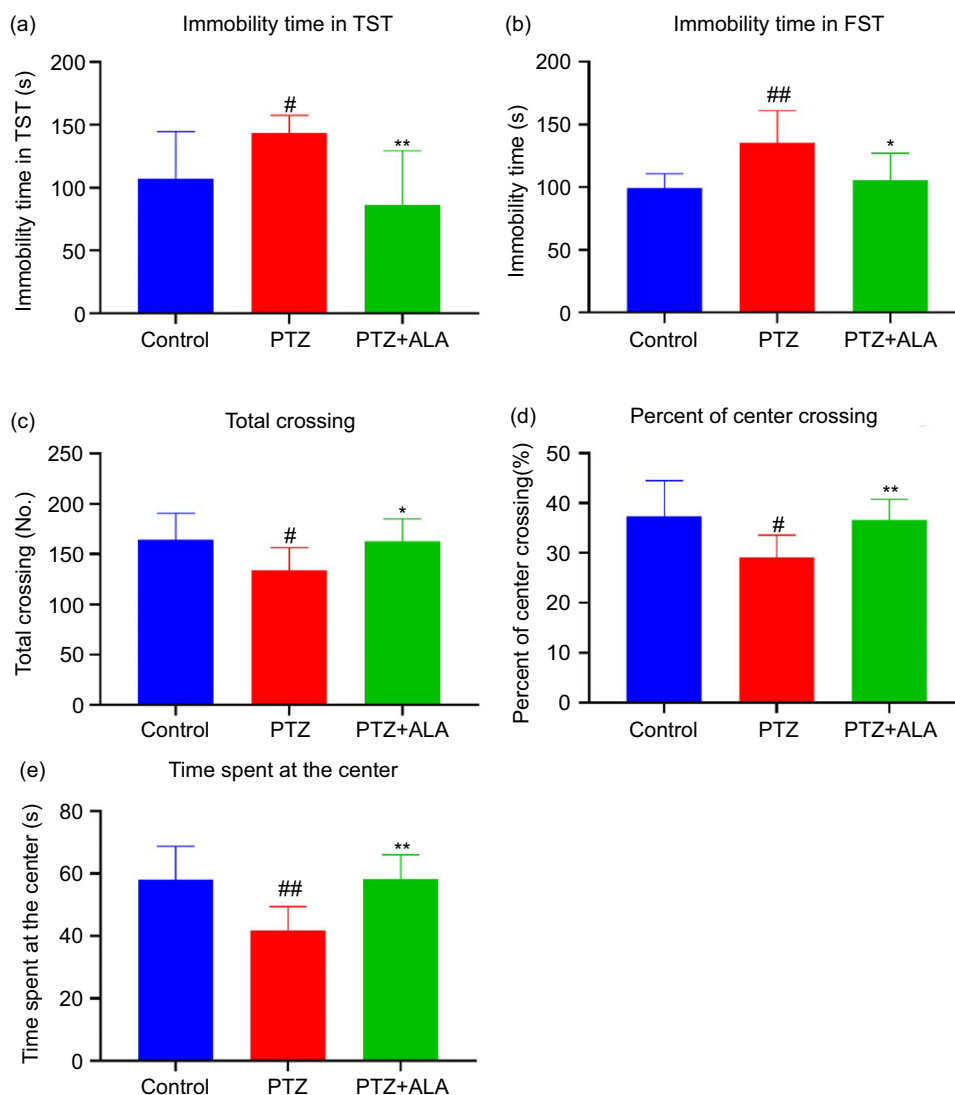 (a) Immobility time in TST
Immobility time in TST (s)
200
150
100
50
0
#
**
Control PTZ PTZ+ALA
(b) Immobility time in FST
Immobility time (s)
200
150
100
50
0
##
*
Control PTZ PTZ+ALA
(c) Total crossing
Total crossing (No.)
250
200
150
100
50
0
#
*
Control PTZ PTZ+ALA
(d) Percent of center crossing
Percent of center crossing(%)
50
40
30
20
10
0
#
**
Control PTZ PTZ+ALA
(e) Time spent at the center
Time spent at the center (s)
80
60
40
20
0
##
**
Control PTZ PTZ+ALA